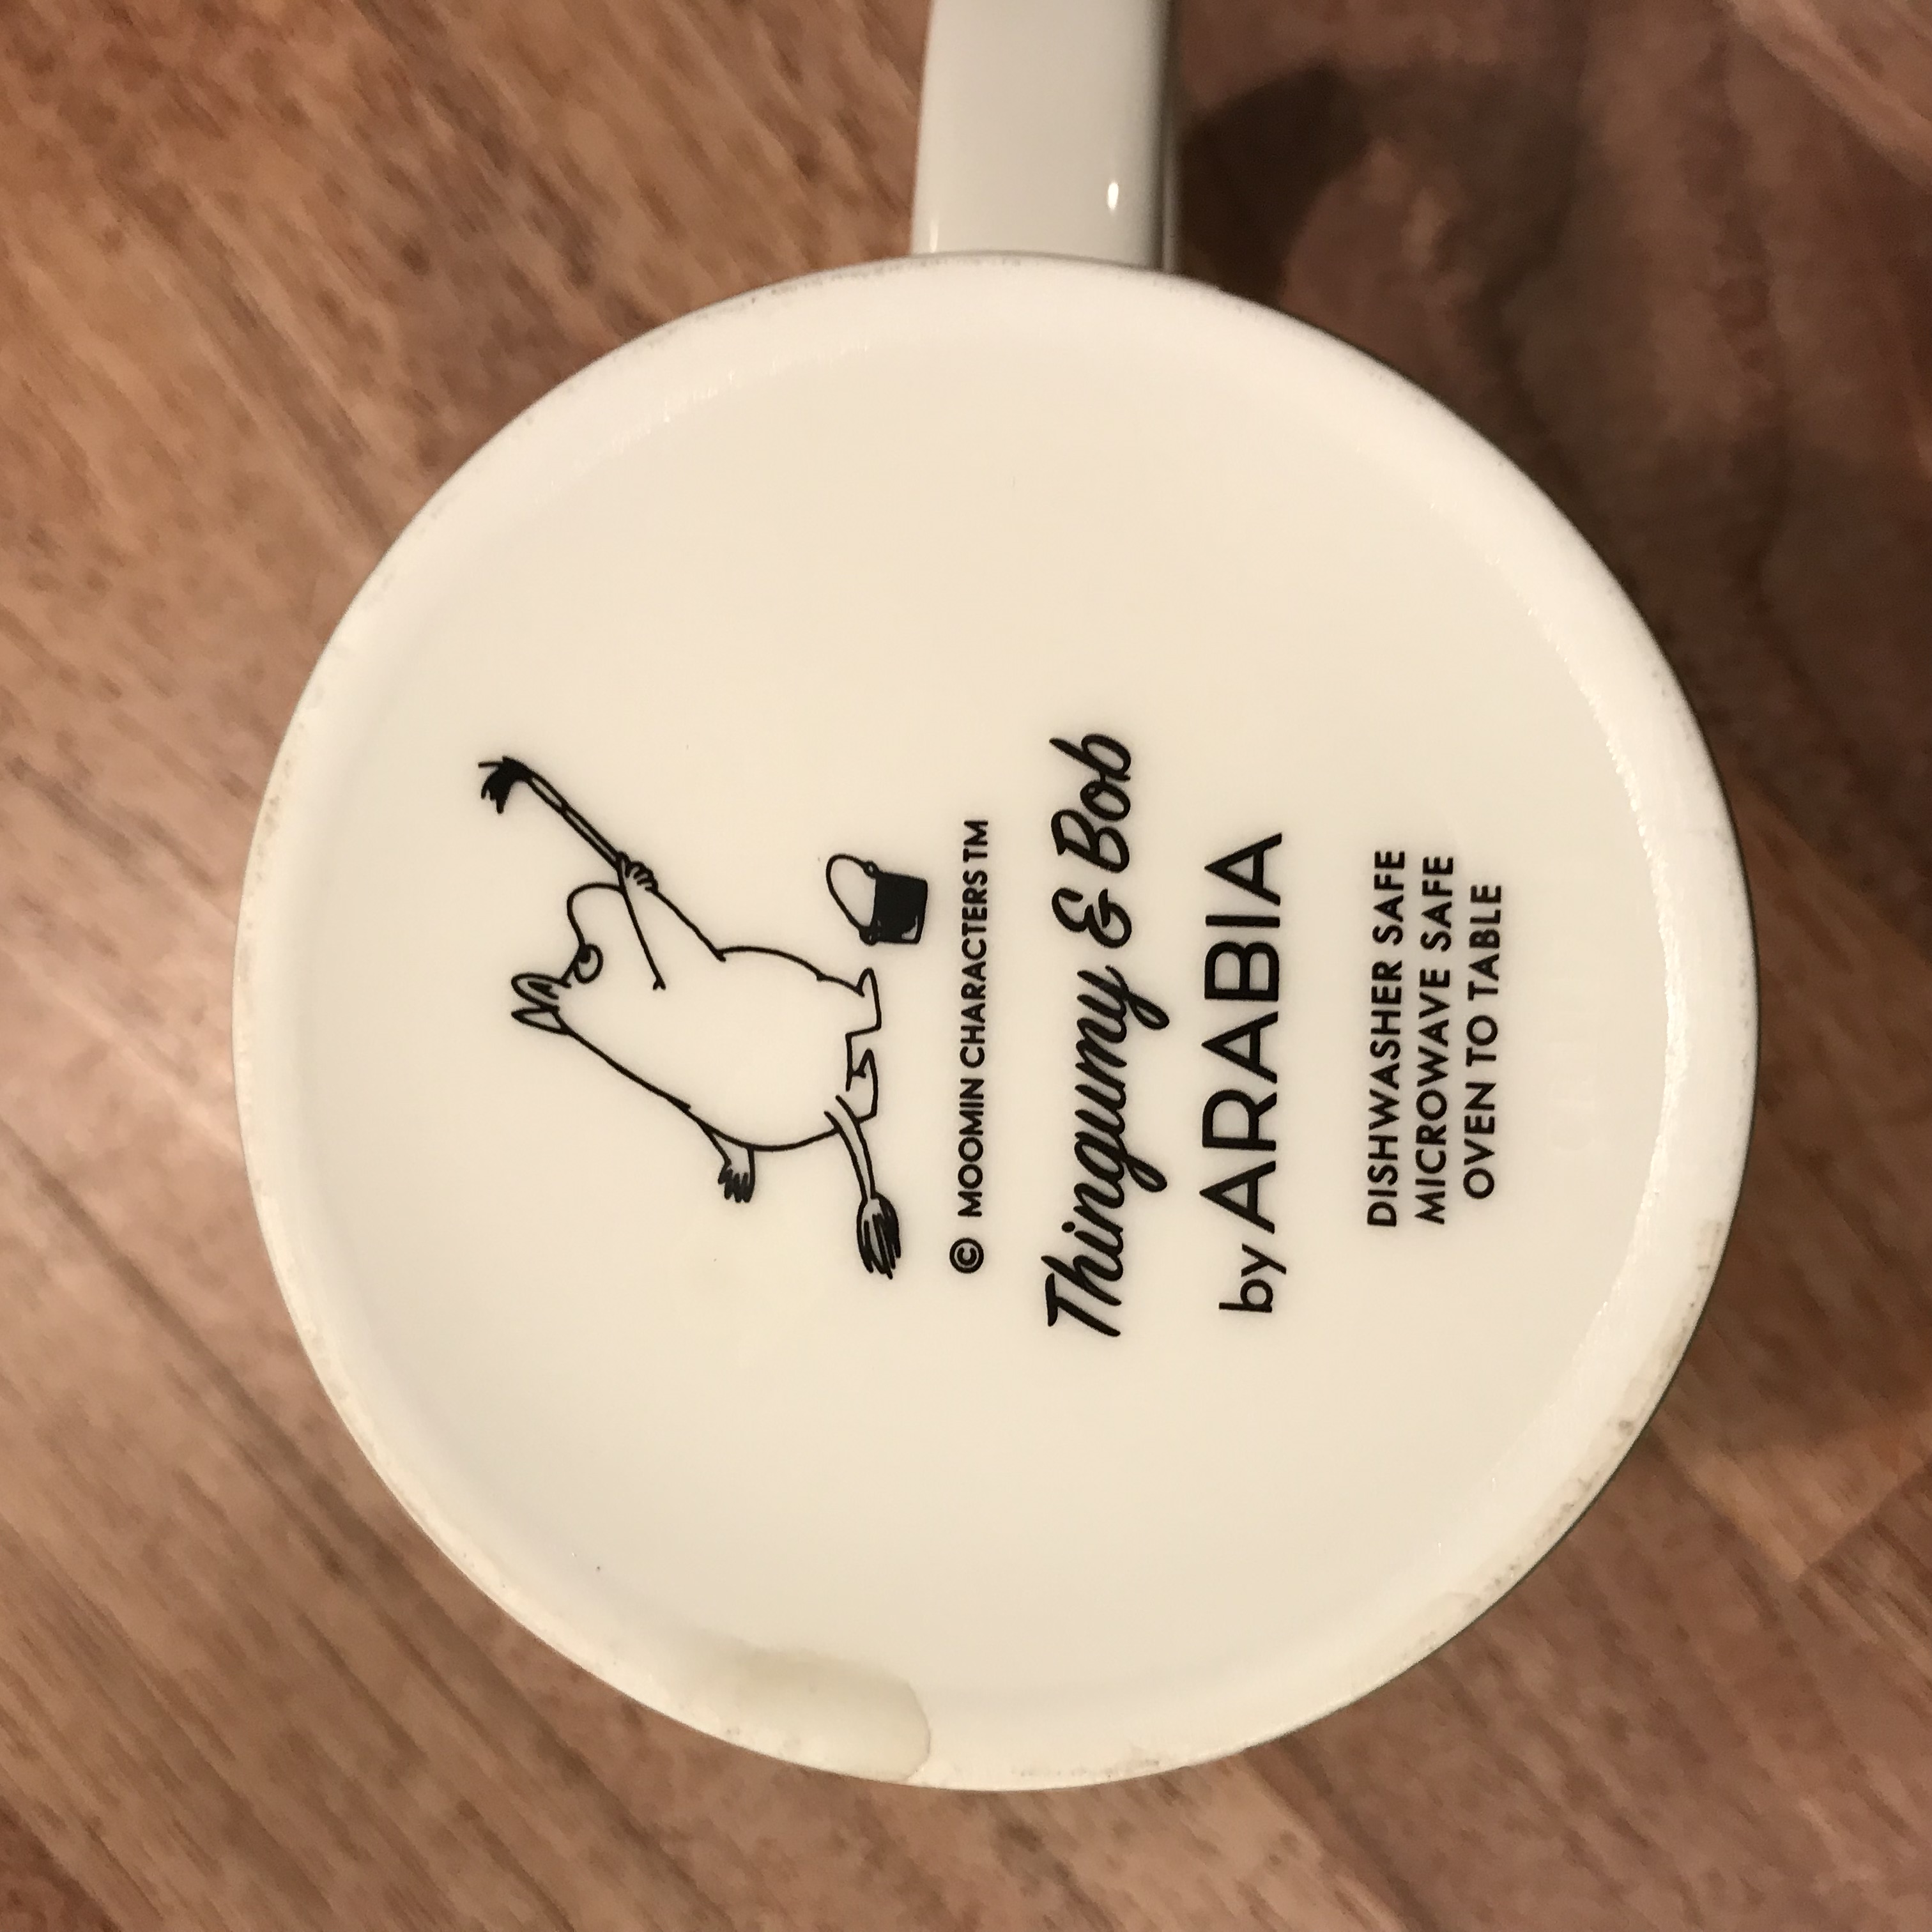 © MOOMIN CHARACTERS TM
Thingumy & Bob
by ARABIA
DISHWASHER SAFE
MICROWAVE SAFE
OVEN TO TABLE